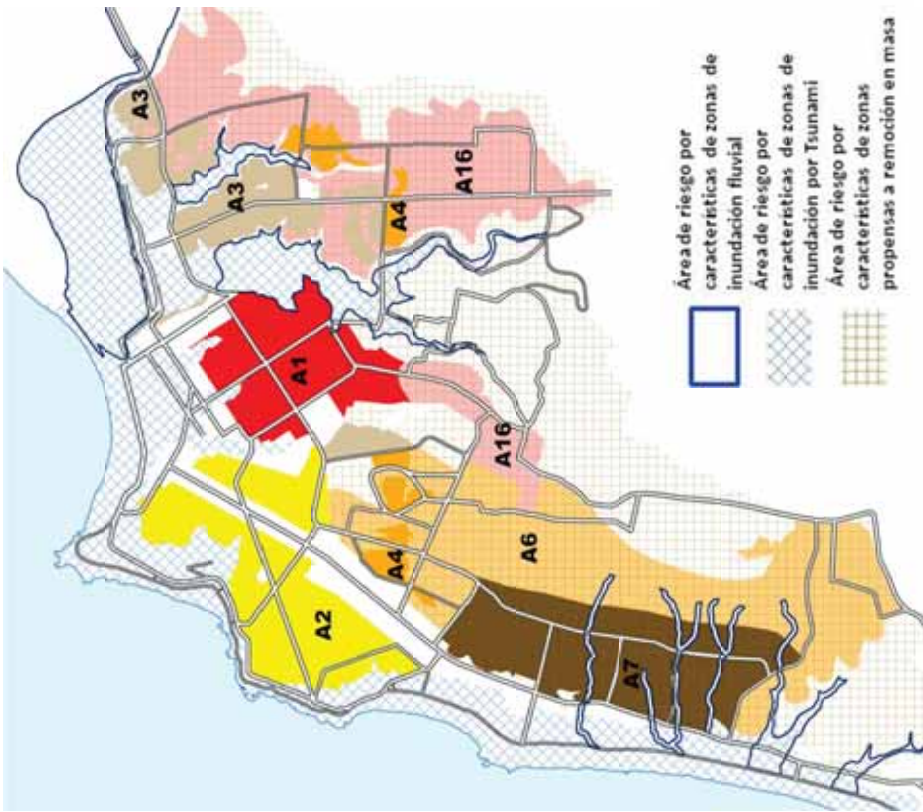 A3
A3
A16
A4
A1
A16
A2
A4
A6
A7
Área de riesgo por
características de zonas de
inundación fluvial
Área de riesgo por
características de zonas de
inundación por Tsunami
Área de riesgo por
características zonas
propensas a remoción en masa